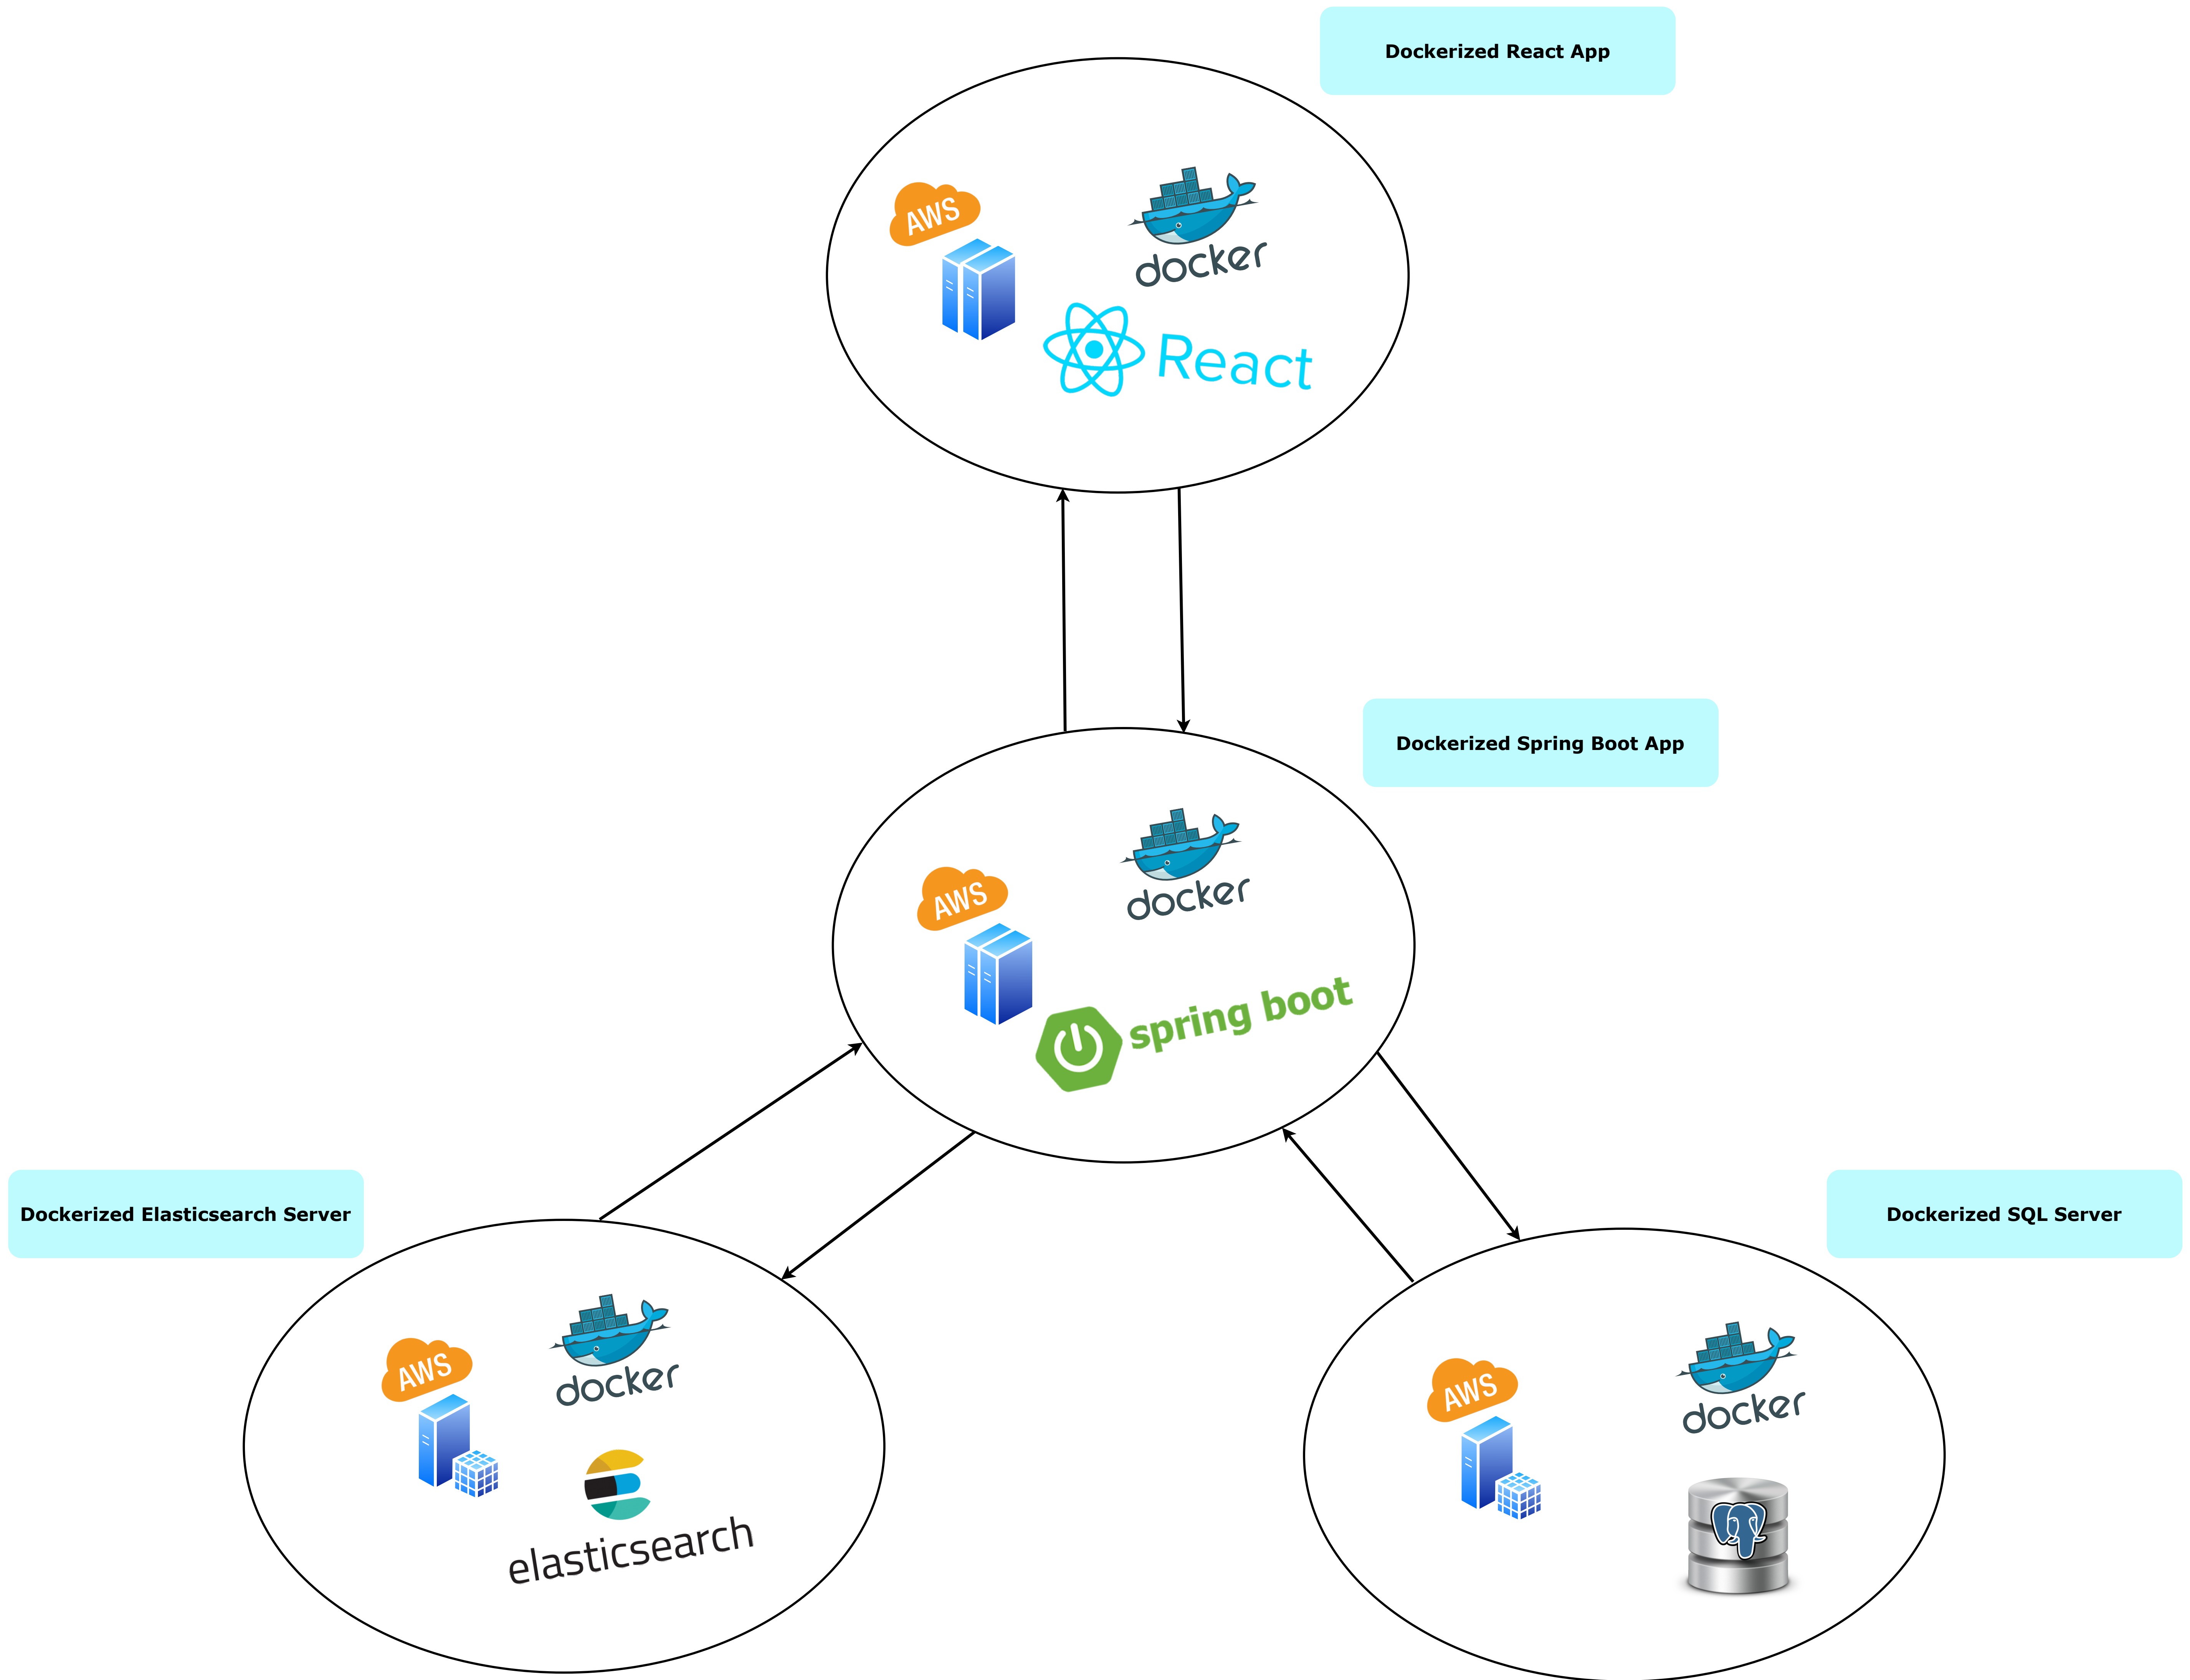 Dockerized React App
AWS
docker
React
Dockerized Spring Boot App
docker
AWS
spring boot
Dockerized Elasticsearch Server
Dockerized SQL Server
docker
AWS
elasticsearch
docker
AWS